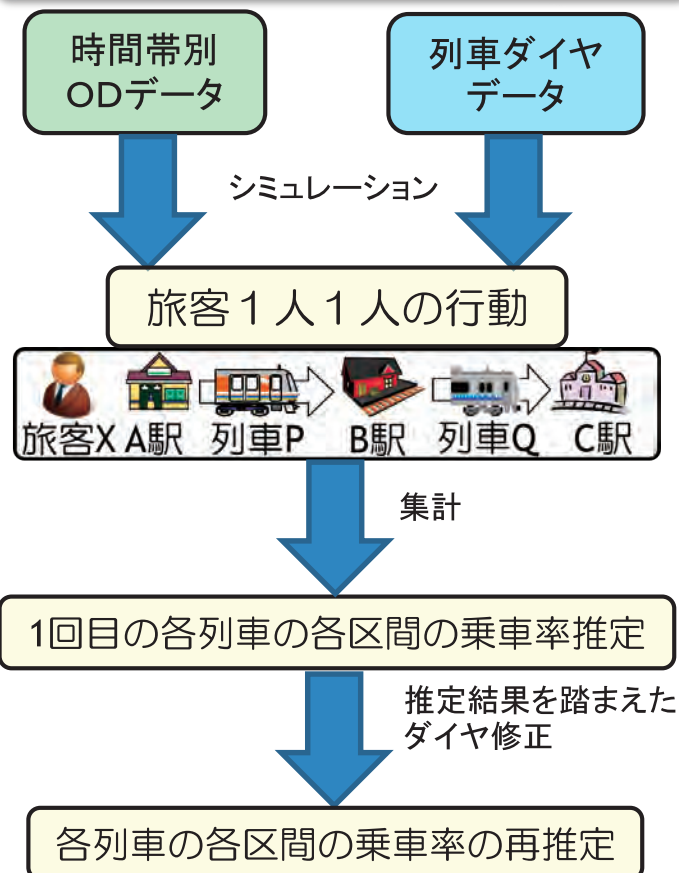 時間帯別
ODデータ
列車ダイヤ
データ
シミュレーション
旅客１人１人の行動
旅客X A駅 列車P B駅 列車Q C駅
集計
1回目の各列車の各区間の乗車率推定
推定結果を踏まえた
ダイヤ修正
各列車の各区間の乗車率の再推定